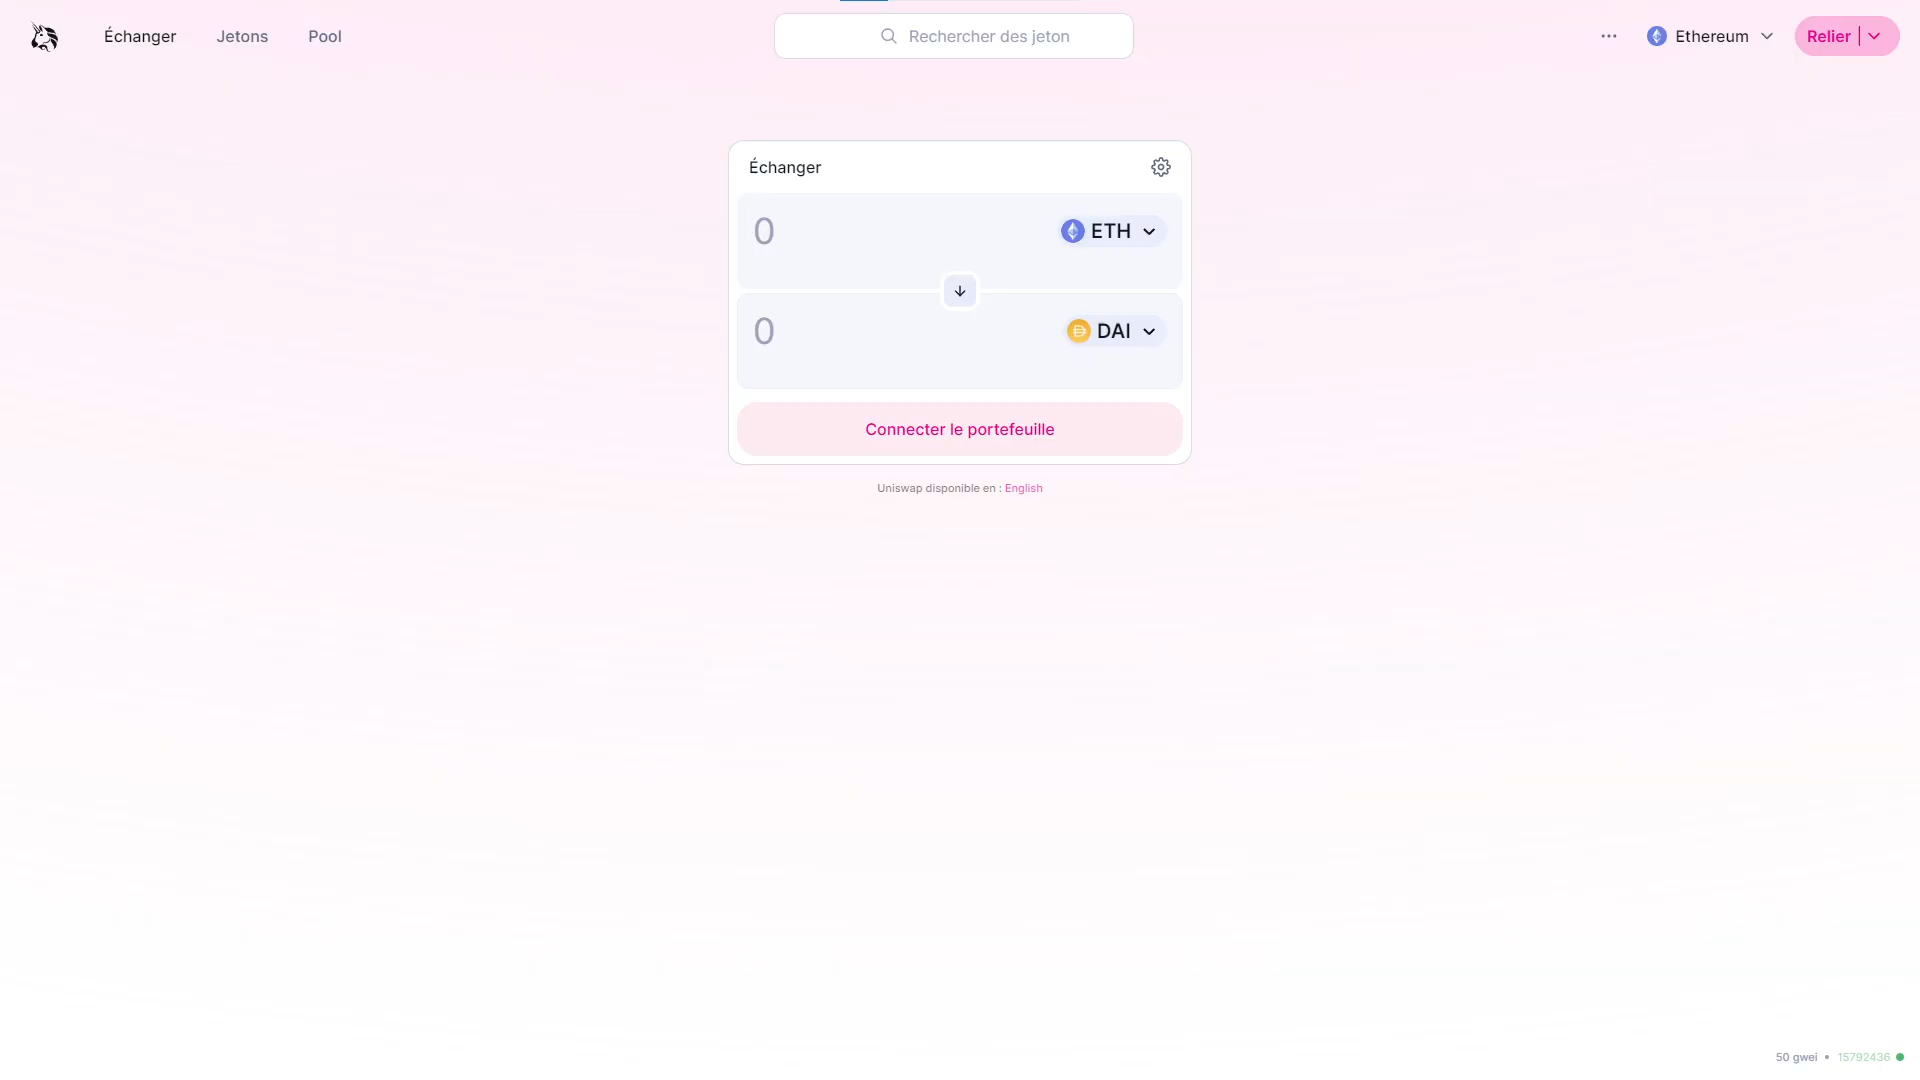 Échanger
Jetons
Pool
Rechercher des jeton
Ethereum
Relier
Échanger
0
ETH
0
DAI
Connecter le portefeuille
Uniswap disponible en : English
50 gwei • 15792436